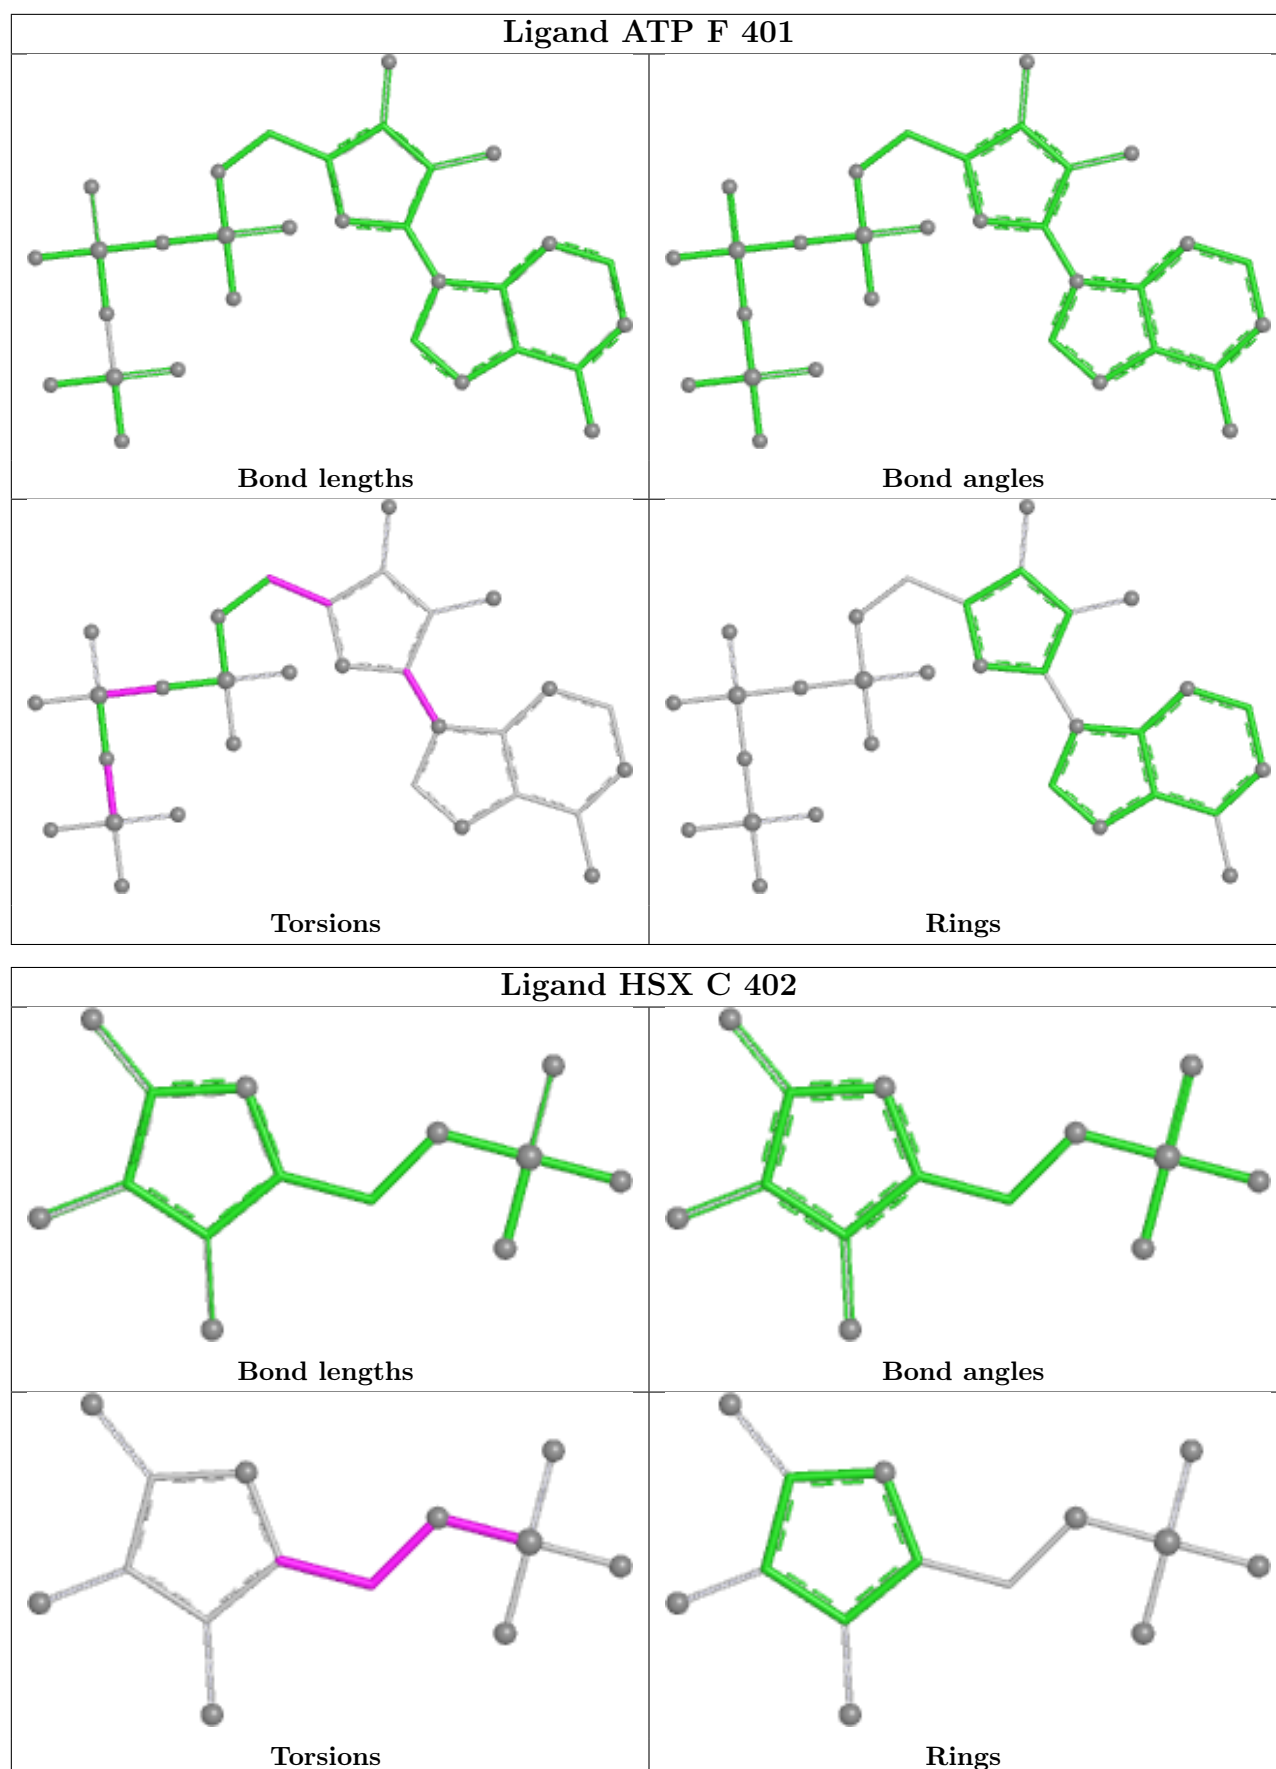 Ligand ATP F 401
Bond lengths
Bond angles
Torsions
Rings
Ligand HSX C 402
Bond lengths
Bond angles
Torsions
Rings